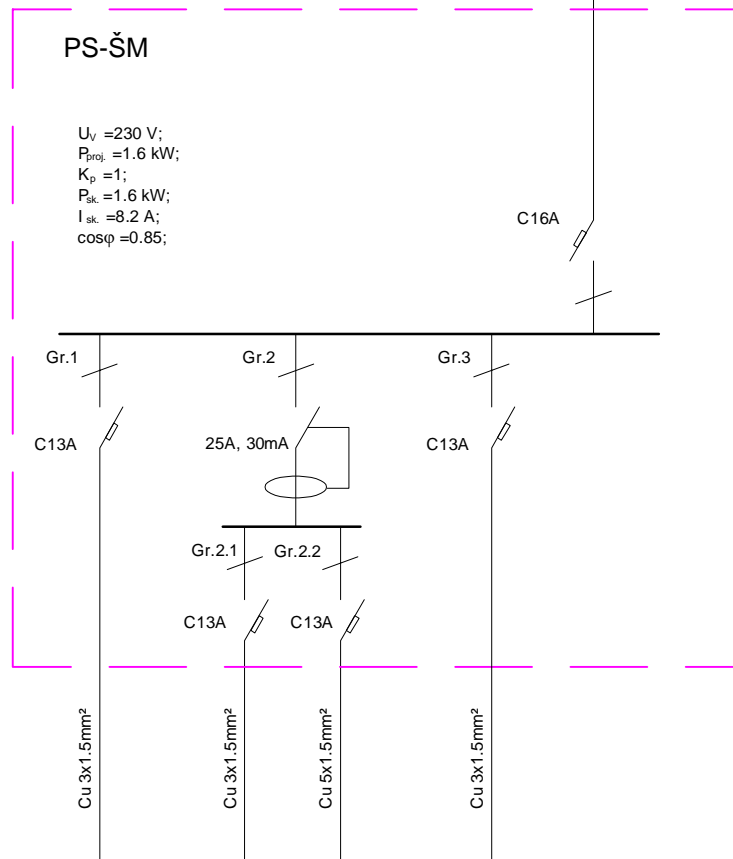 PS-ŠM
Uᵥ =230 V;
Pproj. =1.6 kW;
Kp =1;
Psk. =1.6 kW;
I sk. =8.2 A;
cosφ =0.85;
C16A
Gr.1
Gr.2
Gr.3
C13A
25A, 30mA
C13A
Gr.2.1
Gr.2.2
C13A
C13A
Cu 3x1.5mm²
Cu 3x1.5mm²
Cu 5x1.5mm²
Cu 3x1.5mm²